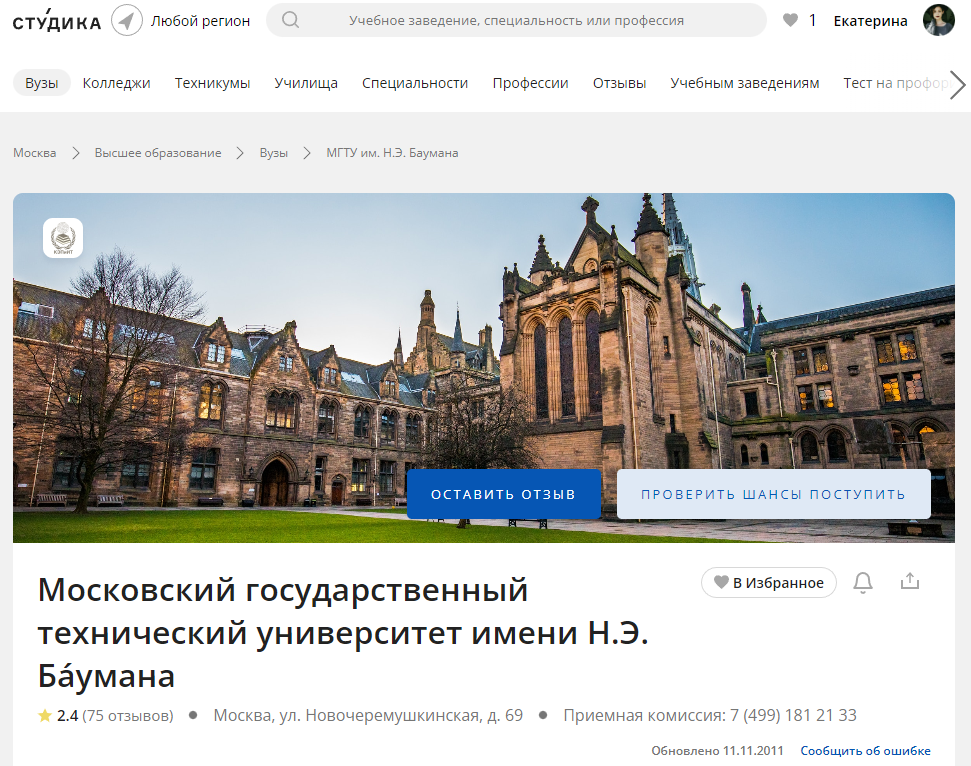 СТУДИКА Любой регион Учебное заведение, специальность или профессия 1 Екатерина
Вузы Колледжи Техникумы Училища Специальности Профессии Отзывы Учебным заведениям Тест на профор
Москва Высшее образование Вузы МГТУ им. Н.Э. Баумана
ОСТАВИТЬ ОТЗЫВ ПРОВЕРИТЬ ШАНСЫ ПОСТУПИТЬ
Московский государственный
технический университет имени Н.Э.
Ба́умана
В Избранное
2.4 (75 отзывов) ● Москва, ул. Новочеремушкинская, д. 69 ● Приемная комиссия: 7 (499) 181 21 33
Обновлено 11.11.2011 Сообщить об ошибке